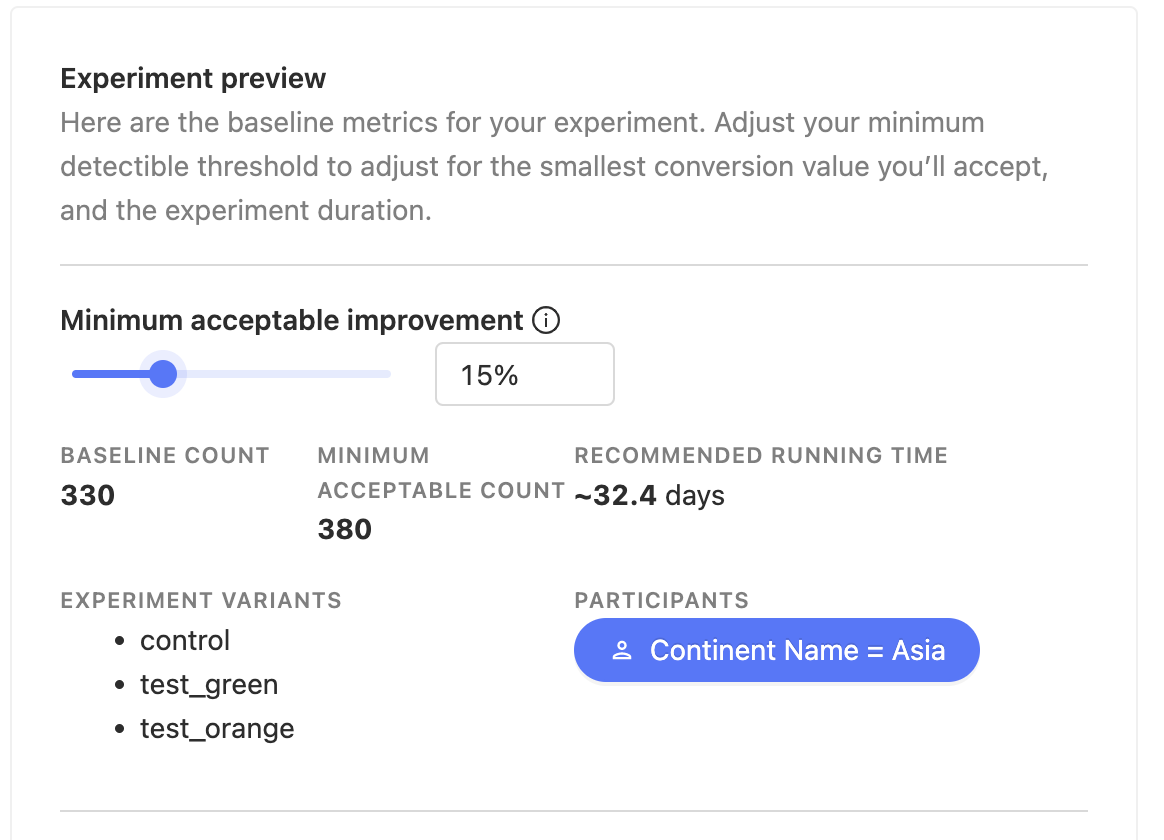 Experiment preview
Here are the baseline metrics for your experiment. Adjust your minimum
detectible threshold to adjust for the smallest conversion value you’ll accept,
and the experiment duration.
Minimum acceptable improvement
15%
BASELINE COUNT
330
MINIMUM
ACCEPTABLE COUNT
380
RECOMMENDED RUNNING TIME
~32.4 days
EXPERIMENT VARIANTS
• control
• test_green
• test_orange
PARTICIPANTS
Continent Name = Asia